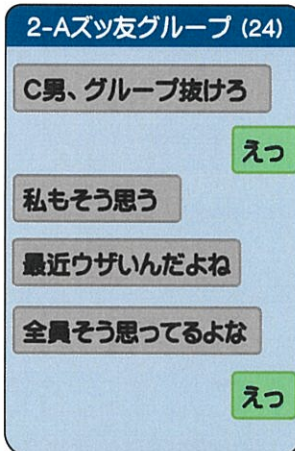 2-Aズッ友グループ (24)
C男、グループ抜けろ
えっ
私もそう思う
最近ウザいんだよね
全員そう思ってるよな
えっ